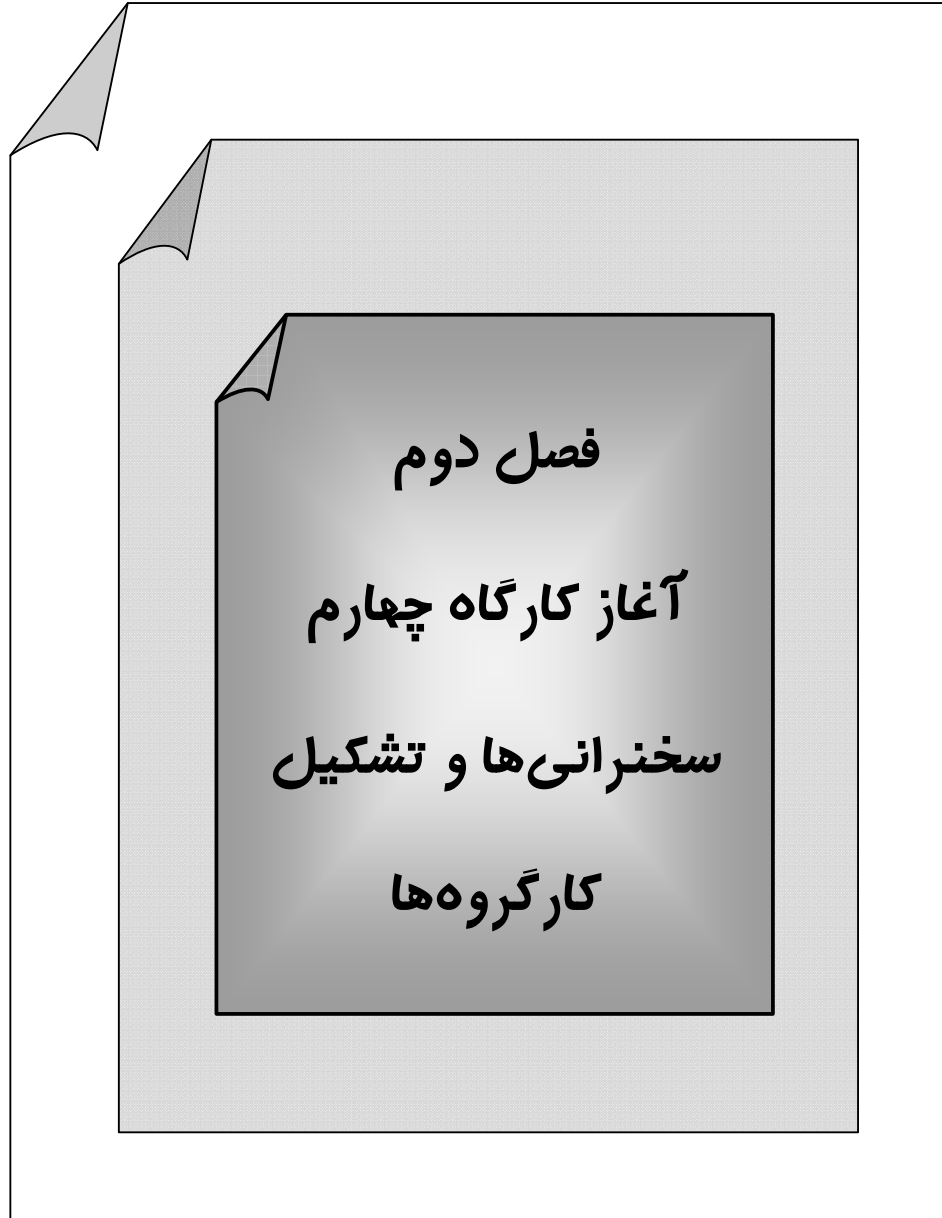 فصل دوم
آغاز کارگاه چهارم
سخنرانی‌ها و تشکیل
کارگروه‌ها